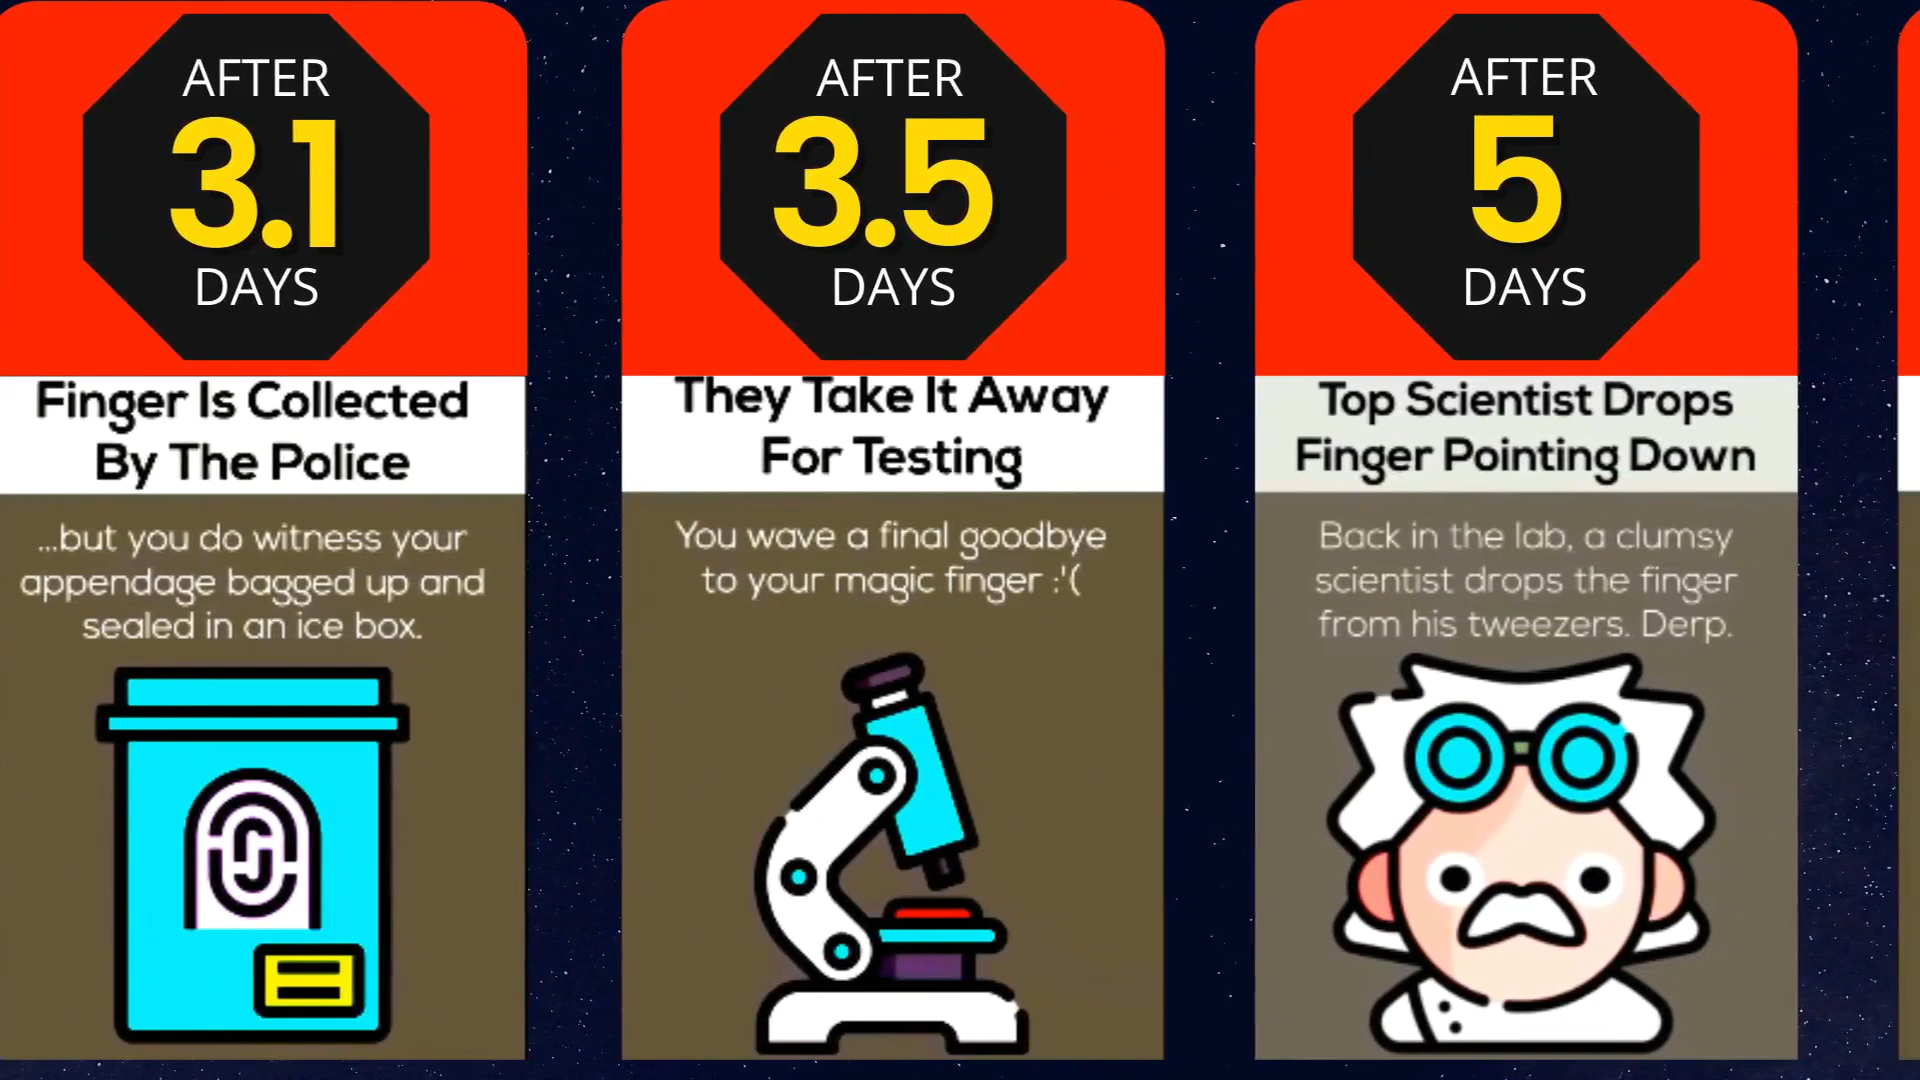 AFTER
3.1
DAYS
Finger Is Collected
By The Police
...but you do witness your
appendage bagged up and
sealed in an ice box.
AFTER
3.5
DAYS
They Take It Away
For Testing
You wave a final goodbye
to your magic finger :'(
AFTER
5
DAYS
Top Scientist Drops
Finger Pointing Down
Back in the lab, a clumsy
scientist drops the finger
from his tweezers. Derp.